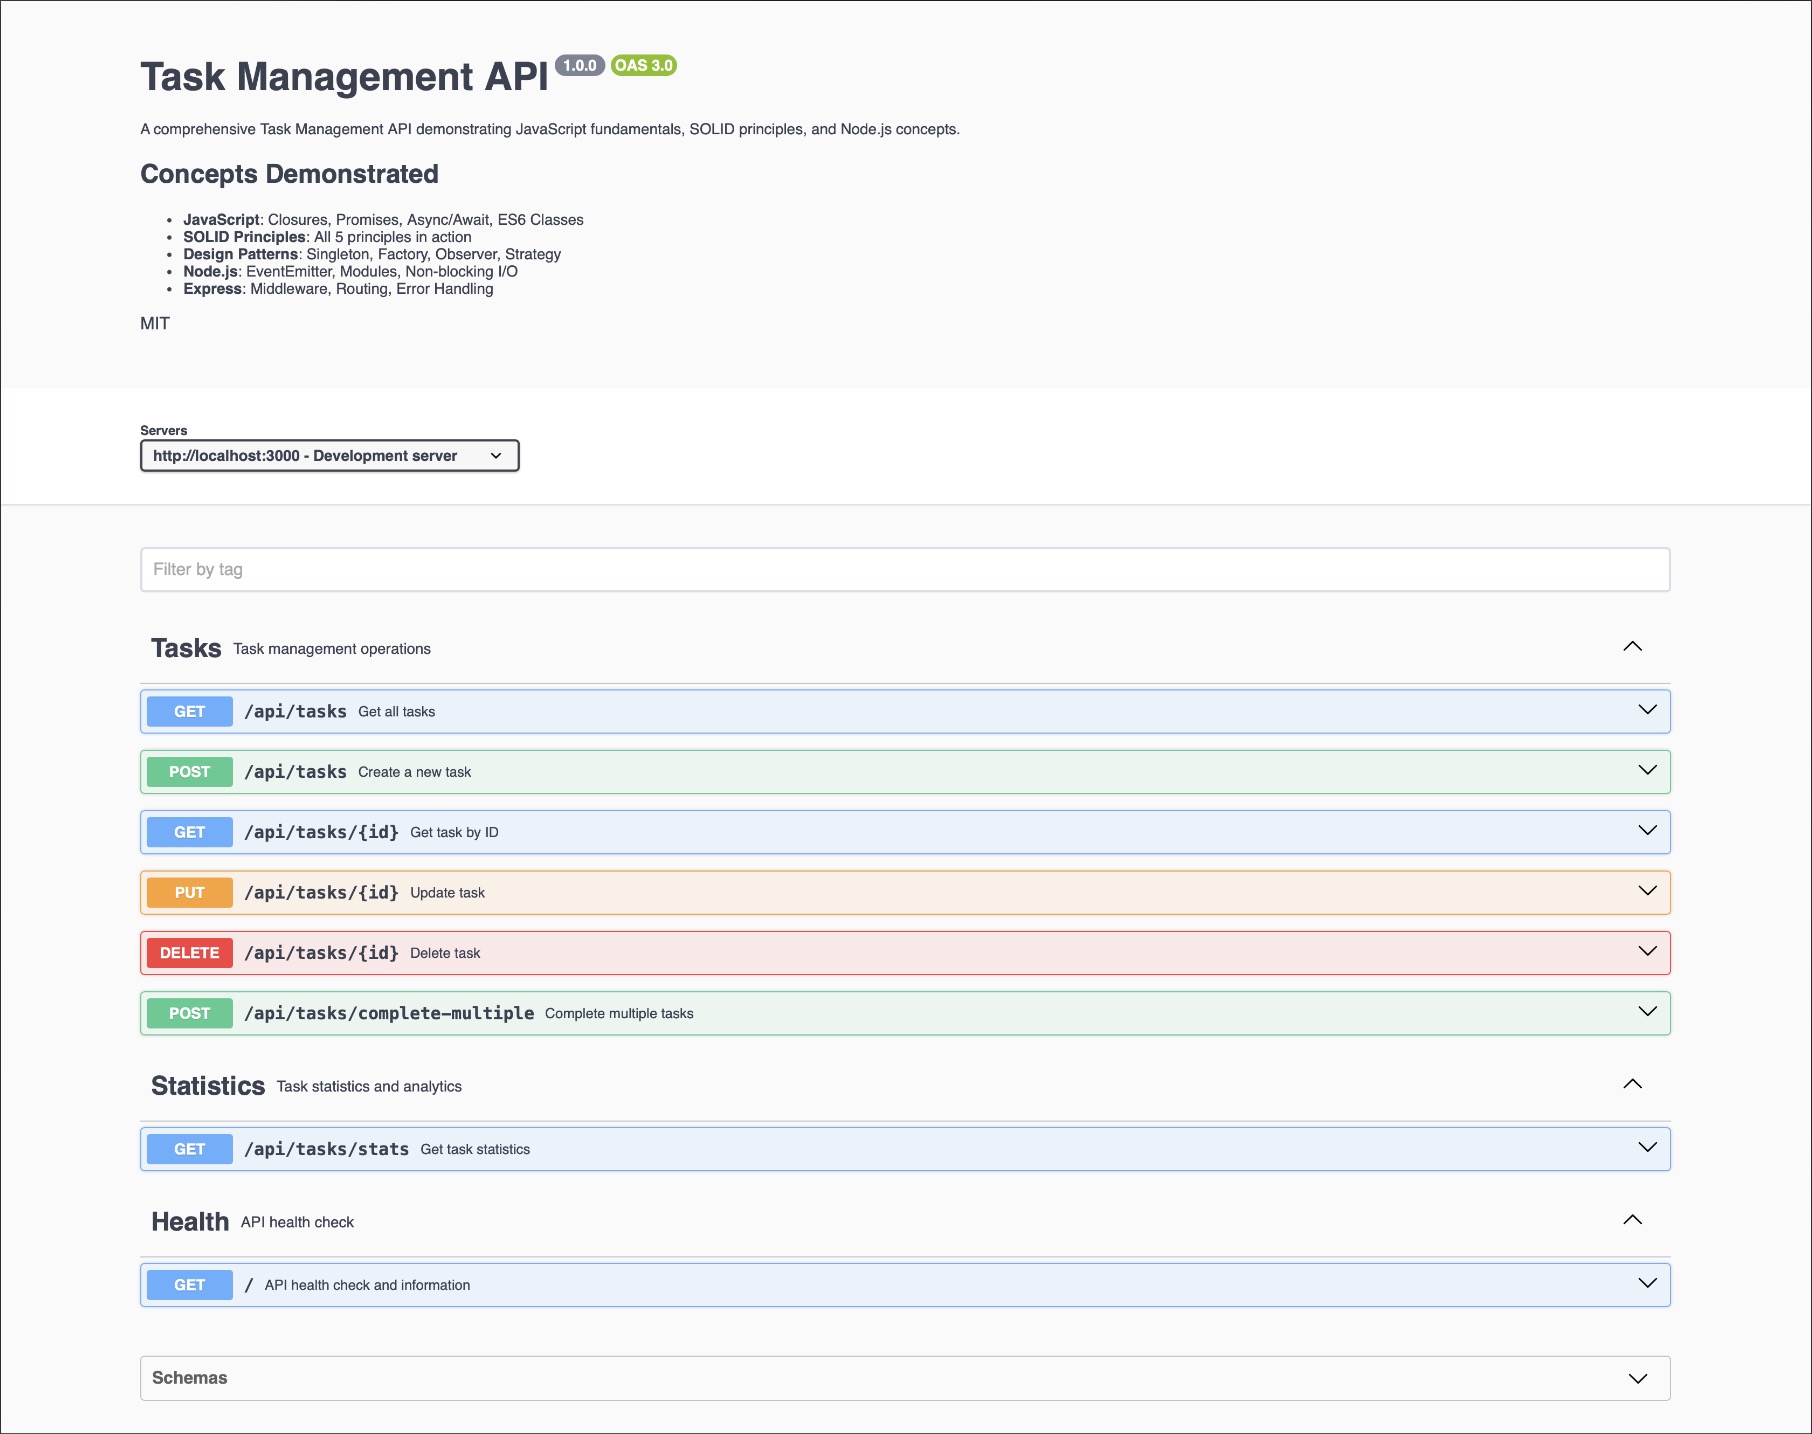 Task Management API 1.0.0 OAS 3.0
A comprehensive Task Management API demonstrating JavaScript fundamentals, SOLID principles, and Node.js concepts.
Concepts Demonstrated
• JavaScript: Closures, Promises, Async/Await, ES6 Classes
• SOLID Principles: All 5 principles in action
• Design Patterns: Singleton, Factory, Observer, Strategy
• Node.js: EventEmitter, Modules, Non-blocking I/O
• Express: Middleware, Routing, Error Handling
MIT
Servers
http://localhost:3000 - Development server
Filter by tag
Tasks Task management operations
GET /api/tasks Get all tasks
POST /api/tasks Create a new task
GET /api/tasks/{id} Get task by ID
PUT /api/tasks/{id} Update task
DELETE /api/tasks/{id} Delete task
POST /api/tasks/complete-multiple Complete multiple tasks
Statistics Task statistics and analytics
GET /api/tasks/stats Get task statistics
Health API health check
GET / API health check and information
Schemas